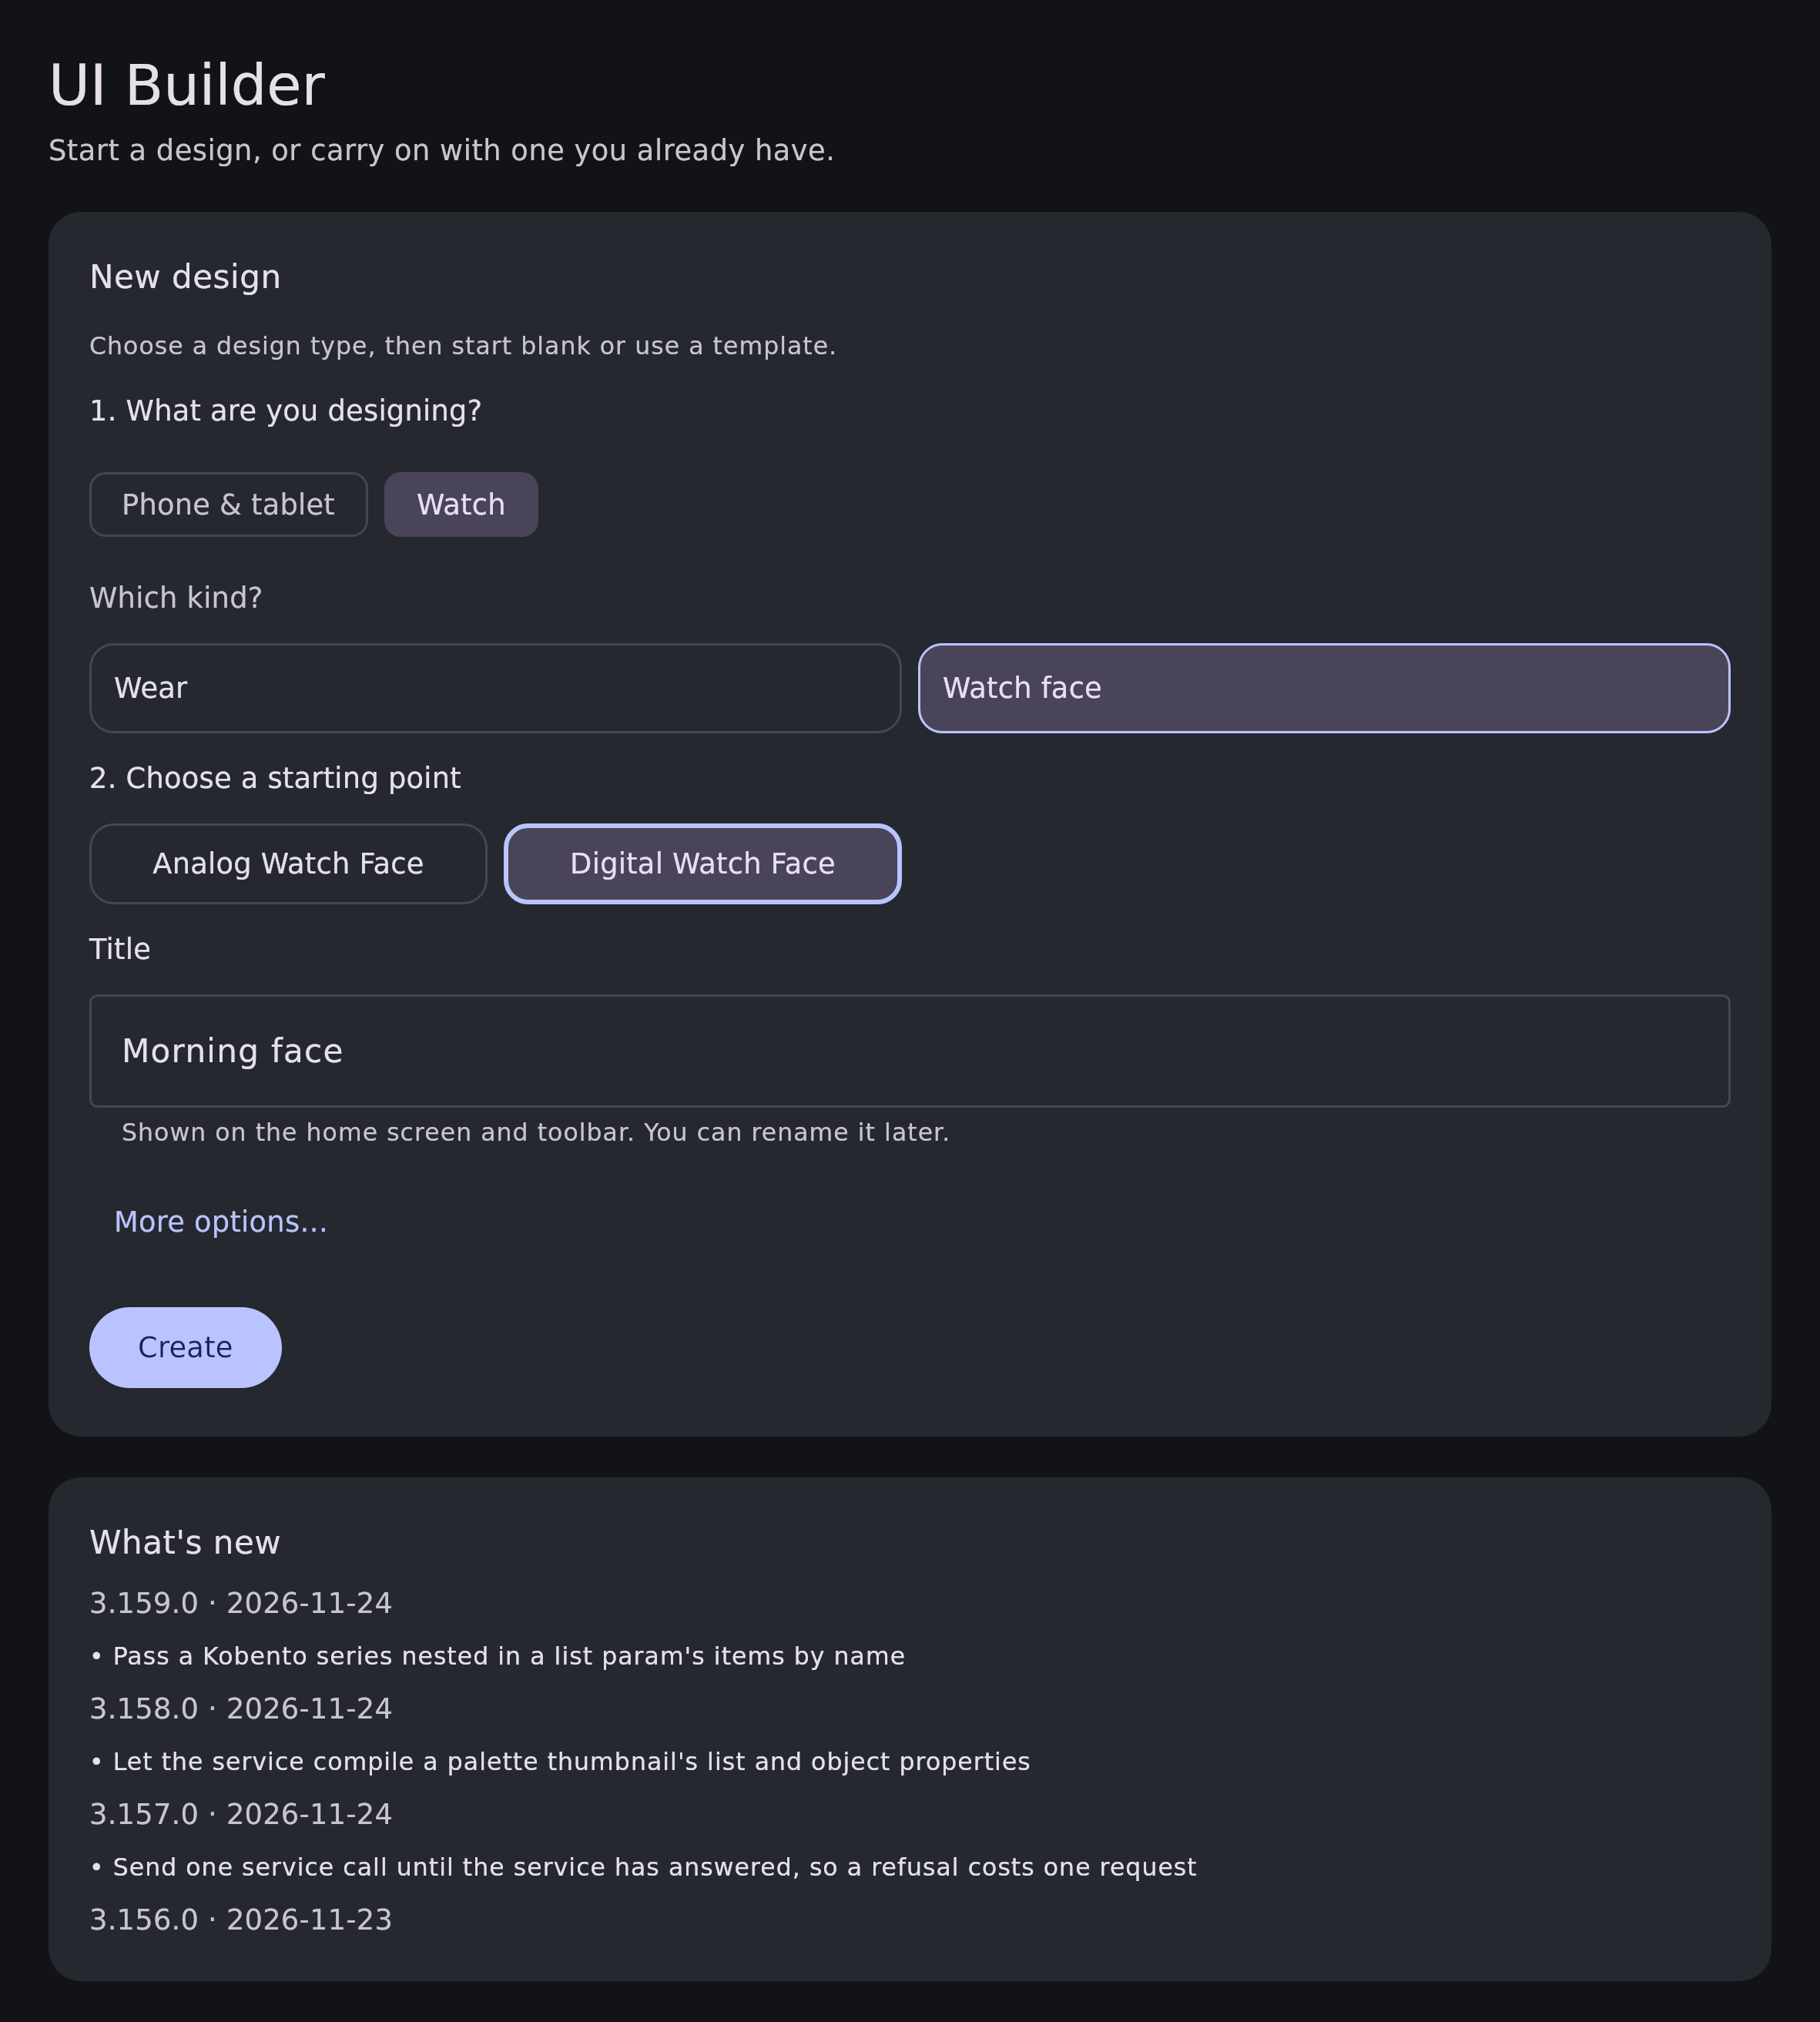 UI Builder
Start a design, or carry on with one you already have.
New design
Choose a design type, then start blank or use a template.
1. What are you designing?
Phone & tablet
Watch
Which kind?
Wear
Watch face
2. Choose a starting point
Analog Watch Face
Digital Watch Face
Title
Morning face
Shown on the home screen and toolbar. You can rename it later.
More options...
Create
What's new
3.159.0 · 2026-11-24
• Pass a Kobento series nested in a list param's items by name
3.158.0 · 2026-11-24
• Let the service compile a palette thumbnail's list and object properties
3.157.0 · 2026-11-24
• Send one service call until the service has answered, so a refusal costs one request
3.156.0 · 2026-11-23